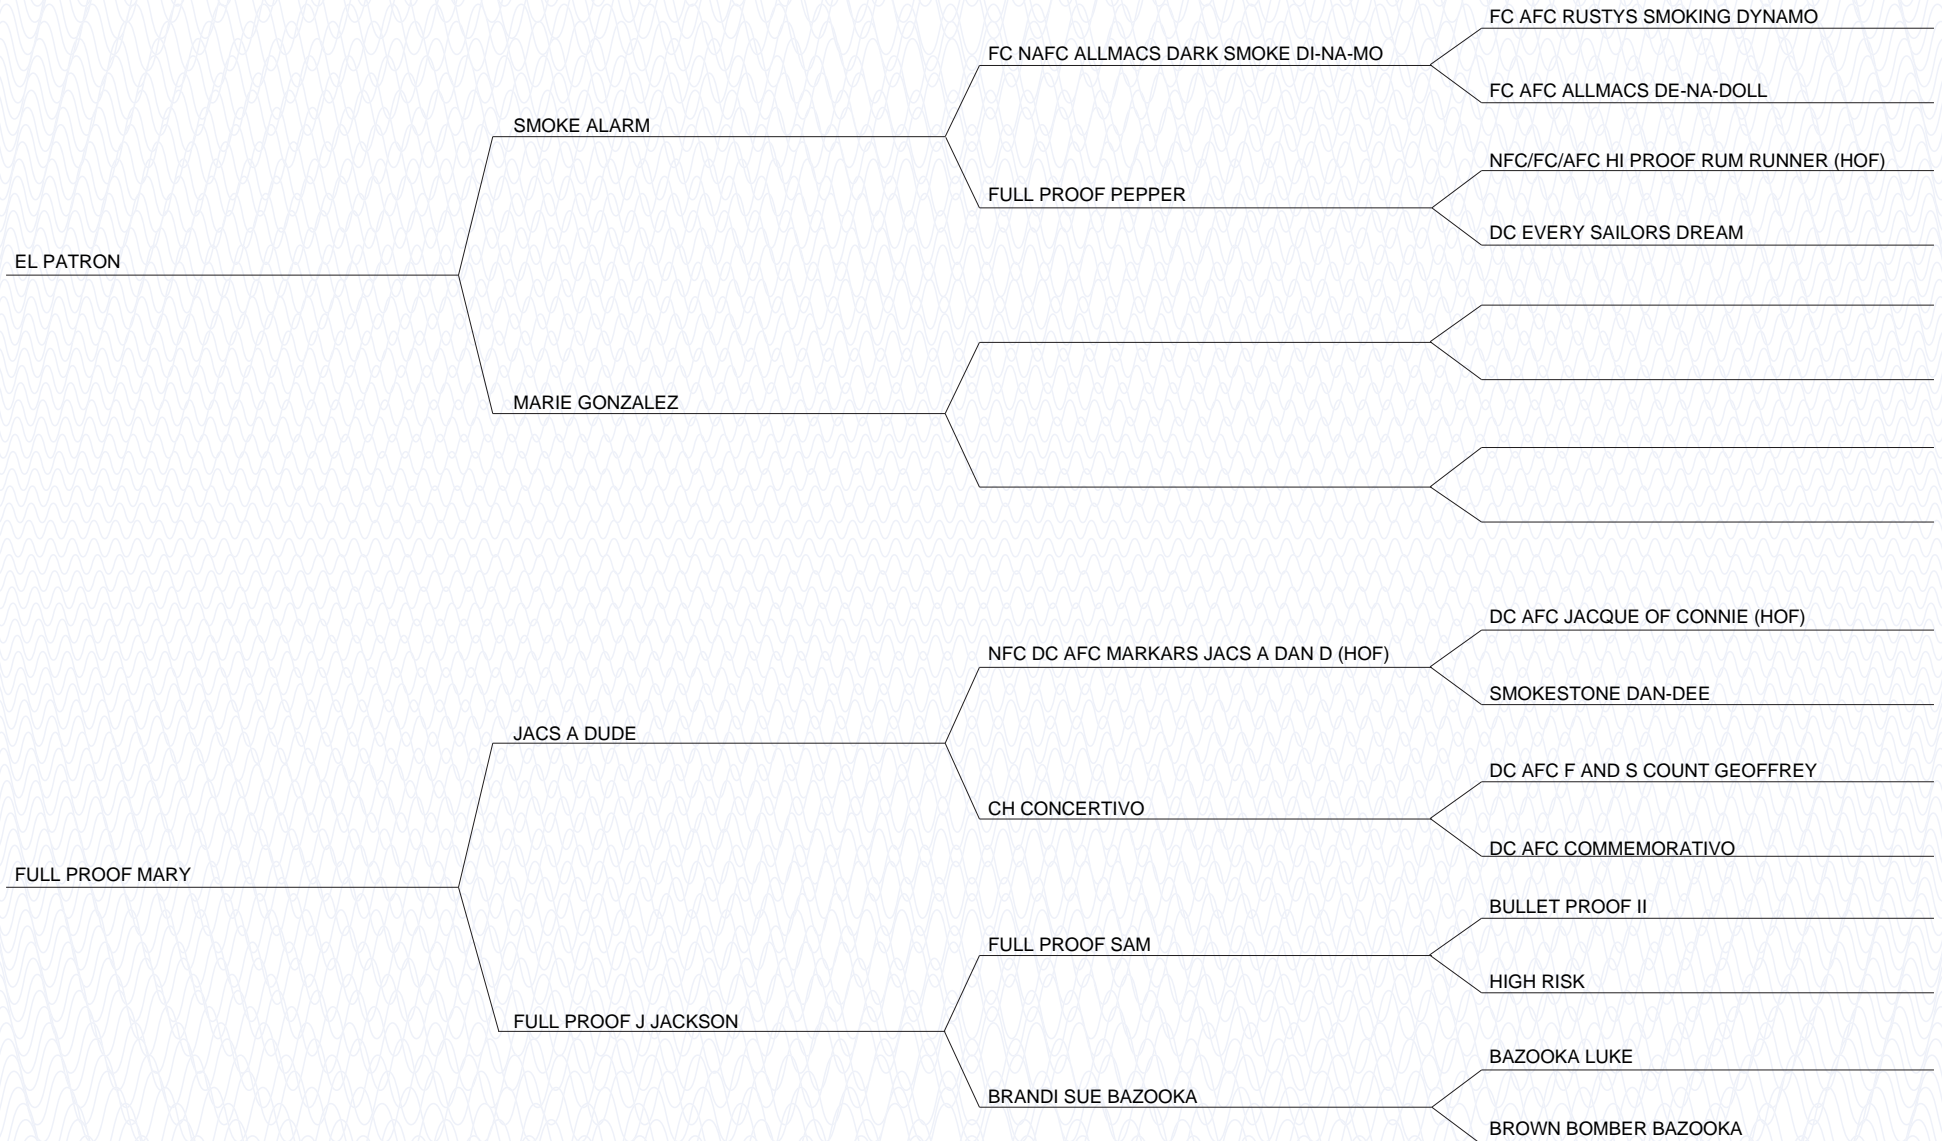 FC AFC RUSTYS SMOKING DYNAMO
FC NAFC ALLMACS DARK SMOKE DI-NA-MO
FC AFC ALLMACS DE-NA-DOLL
SMOKE ALARM
NFC/FC/AFC HI PROOF RUM RUNNER (HOF)
FULL PROOF PEPPER
DC EVERY SAILORS DREAM
EL PATRON
MARIE GONZALEZ
DC AFC JACQUE OF CONNIE (HOF)
NFC DC AFC MARKARS JACS A DAN D (HOF)
SMOKESTONE DAN-DEE
JACS A DUDE
DC AFC F AND S COUNT GEOFFREY
CH CONCERTIVO
DC AFC COMMEMORATIVO
FULL PROOF MARY
BULLET PROOF II
FULL PROOF SAM
HIGH RISK
FULL PROOF J JACKSON
BAZOOKA LUKE
BRANDI SUE BAZOOKA
BROWN BOMBER BAZOOKA